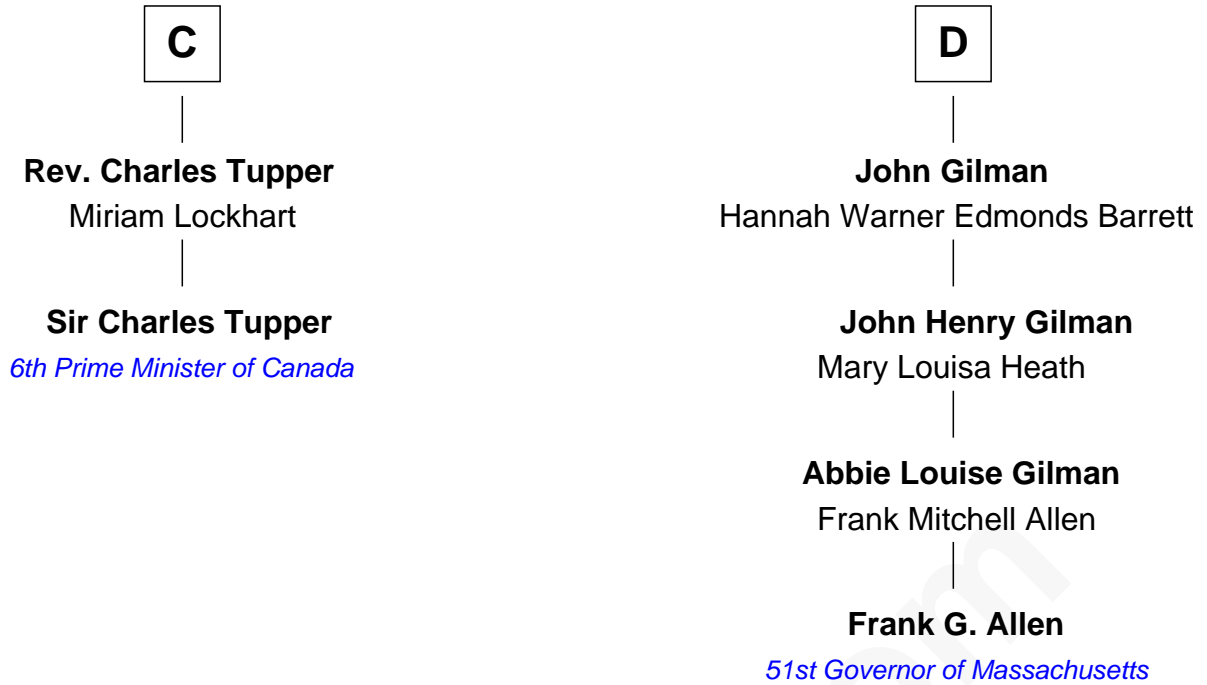 C
Rev. Charles Tupper
Miriam Lockhart
Sir Charles Tupper
6th Prime Minister of Canada
D
John Gilman
Hannah Warner Edmonds Barrett
John Henry Gilman
Mary Louisa Heath
Abbie Louise Gilman
Frank Mitchell Allen
Frank G. Allen
51st Governor of Massachusetts